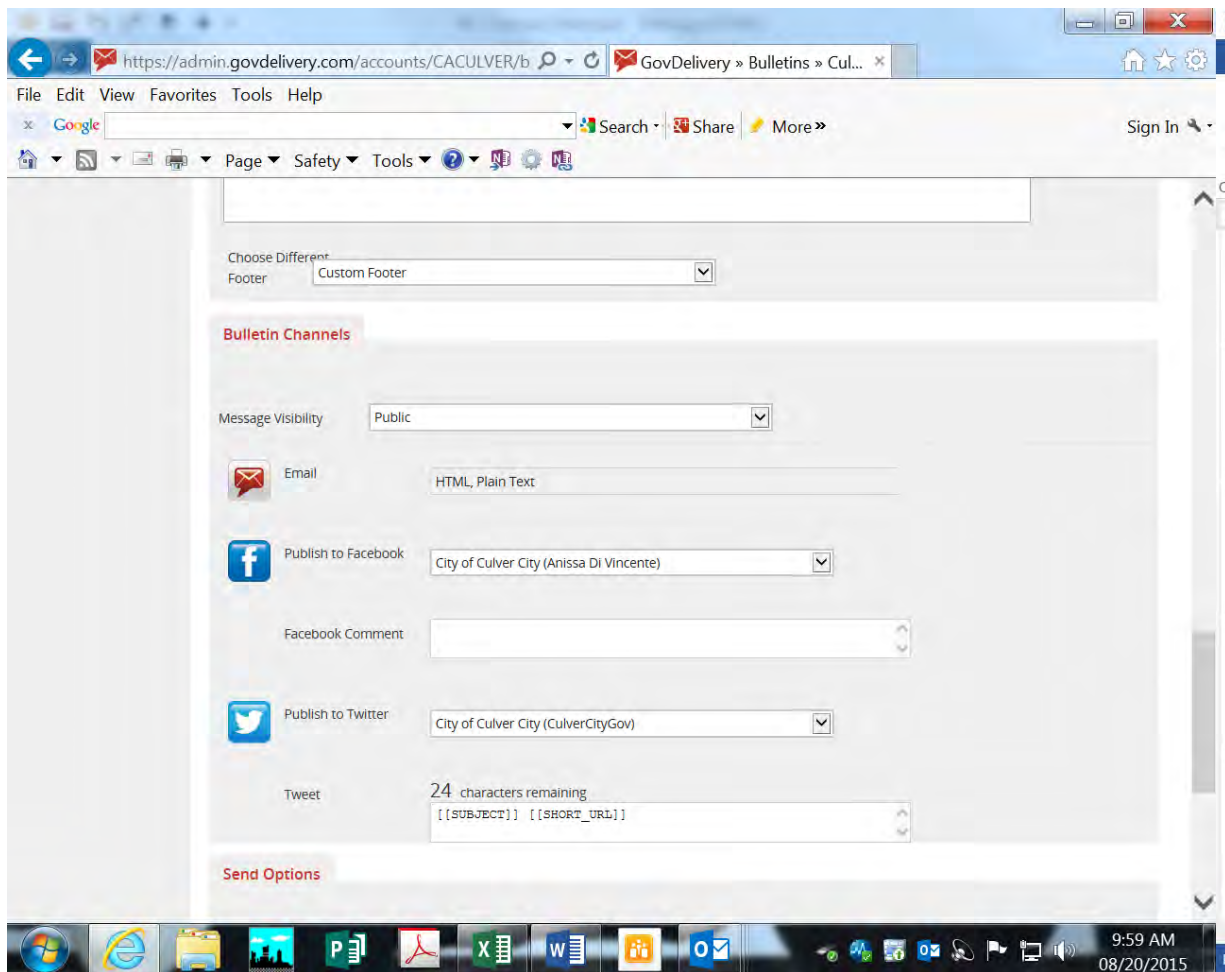 https://admin.govdelivery.com/accounts/CACULVER/b
GovDelivery » Bulletins » Cul...
File Edit View Favorites Tools Help
x Google Search Share More » Sign In
Page Safety Tools
Choose Different
Footer
Custom Footer
Bulletin Channels
Message Visibility Public
Email
HTML, Plain Text
Publish to Facebook
City of Culver City (Anissa Di Vincente)
Facebook Comment
Publish to Twitter
City of Culver City (CulverCityGov)
Tweet
24 characters remaining
[[SUBJECT]] [[SHORT_URL]]
Send Options
9:59 AM
08/20/2015